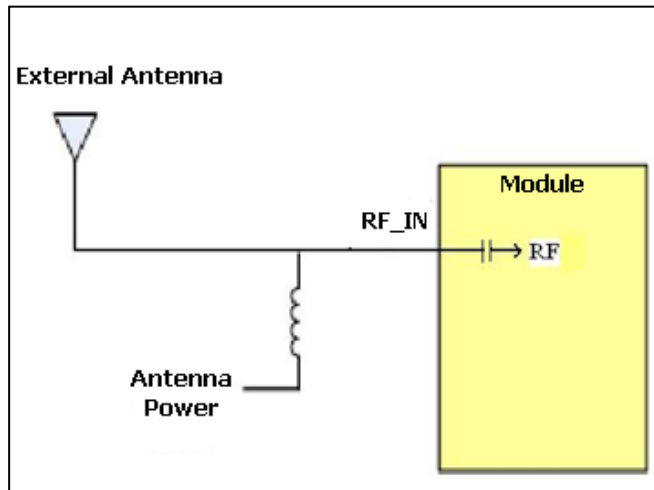 External Antenna
Module
RF_IN
RF
Antenna
Power